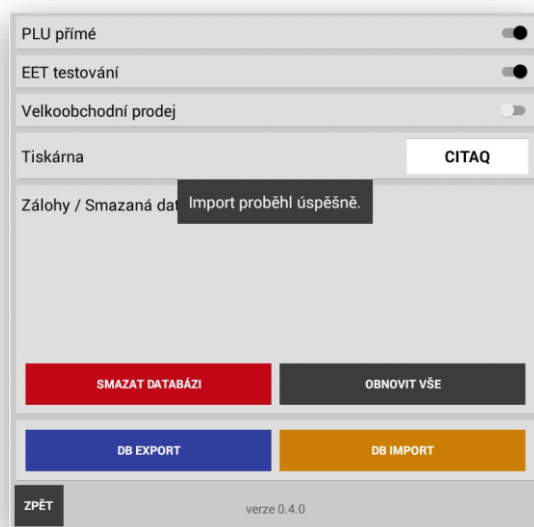 PLU přímé
EET testování
Velkoobchodní prodej
Tiskárna
CITAQ
Import proběhl úspěšně.
Zálohy / Smazaná
SMAZAT DATABÁZI
OBNOVIT VŠE
DB EXPORT
DB IMPORT
ZPĚT
verze 0.4.0